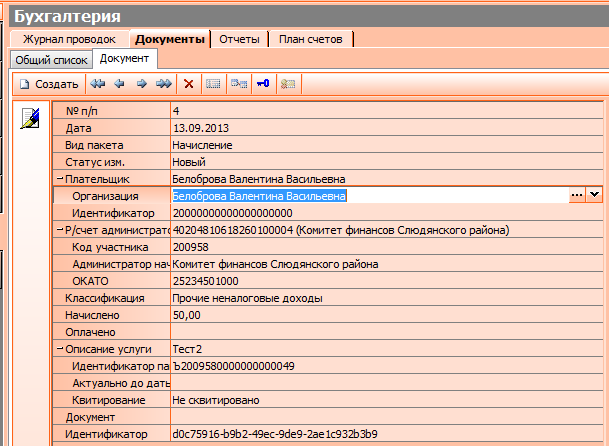 Бухгалтерия
Журнал проводок Документы Отчеты План счетов
Общий список Документ
Создать
№ п/п 4
Дата 13.09.2013
Вид пакета Начисление
Статус изм. Новый
Плательщик Белоброва Валентина Васильевна
Организация Белоброва Валентина Васильевна
Идентификатор 20000000000000000000
Р/счет администратс 40204810618260100004 (Комитет финансов Слюдянского района)
Код участника 200958
Администратор нач Комитет финансов Слюдянского района
ОКАТО 25234501000
Классификация Прочие неналоговые доходы
Начислено 50,00
Оплачено
Описание услуги Тест2
Идентификатор па Ъ2009580000000000049
Актуально до даты
Квитирование Не сквитировано
Документ
Идентификатор d0c75916-b9b2-49ec-9de9-2ae1c932b3b9